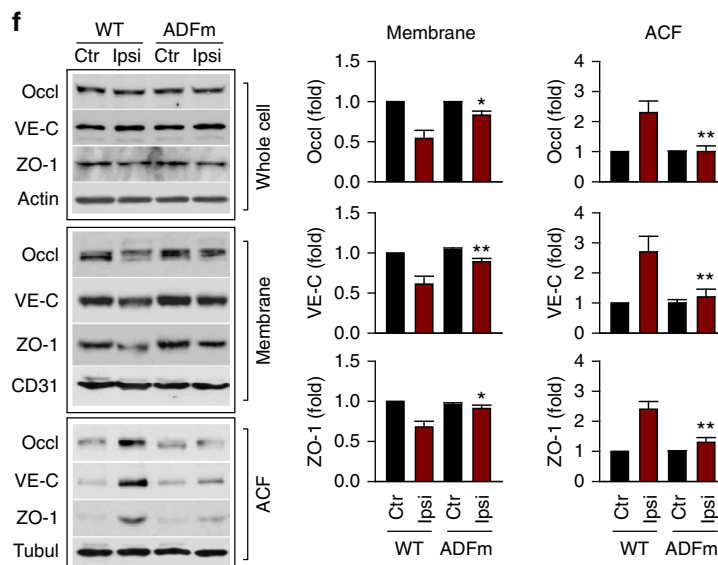 f
WT ADFm
Ctr Ipsi Ctr Ipsi
Occl
VE-C
ZO-1
Actin
Whole cell
Occl
VE-C
ZO-1
CD31
Membrane
Occl
VE-C
ZO-1
Tubul
ACF
Membrane
Occl (fold)
1.5
1.0
0.5
0.0
*
VE-C (fold)
1.5
1.0
0.5
0.0
**
ZO-1 (fold)
1.5
1.0
0.5
0.0
*
Ctr Ipsi Ctr Ipsi
WT ADFm
ACF
Occl (fold)
4
3
2
1
0
**
VE-C (fold)
4
3
2
1
0
**
ZO-1 (fold)
4
3
2
1
0
**
Ctr Ipsi Ctr Ipsi
WT ADFm